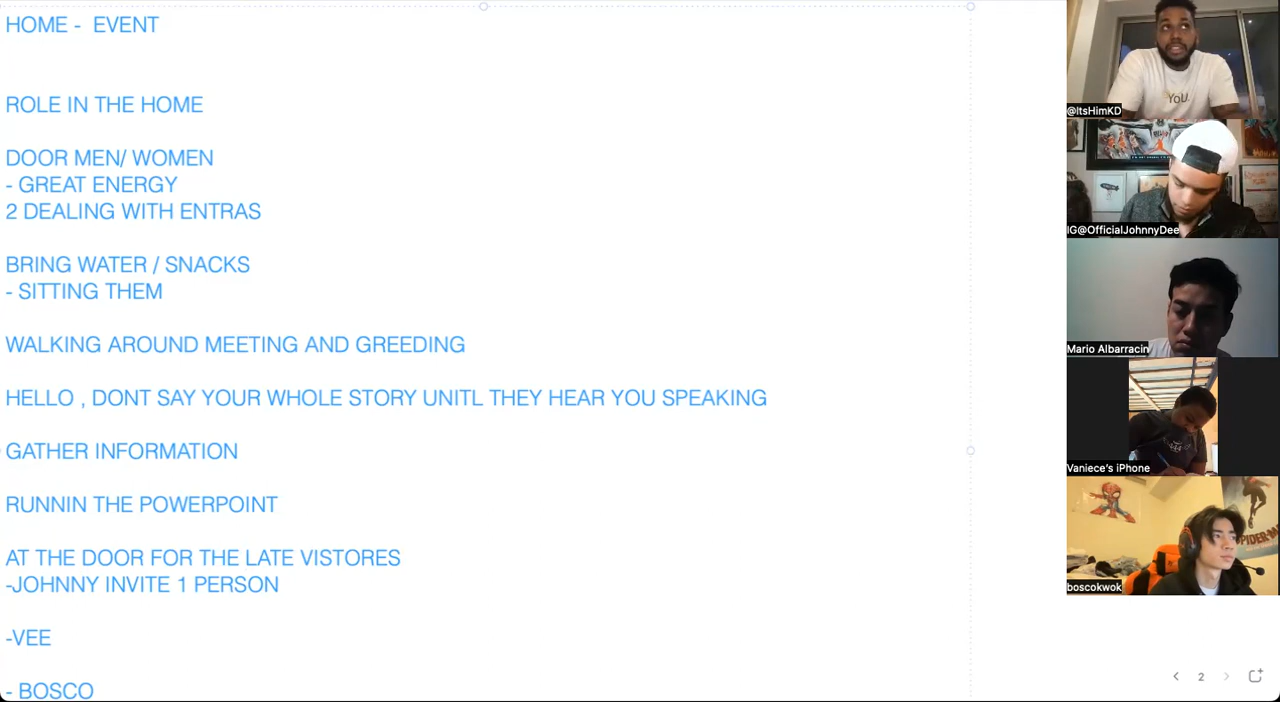 HOME -  EVENT
ROLE IN THE HOME
DOOR MEN/ WOMEN
- GREAT ENERGY
2 DEALING WITH ENTRAS
BRING WATER / SNACKS
- SITTING THEM
WALKING AROUND MEETING AND GREEDING
HELLO , DONT SAY YOUR WHOLE STORY UNITL THEY HEAR YOU SPEAKING
GATHER INFORMATION
RUNNIN THE POWERPOINT
AT THE DOOR FOR THE LATE VISTORES
-JOHNNY INVITE 1 PERSON
-VEE
- BOSCO
YOU.
@ItsHimKD
IG@OfficialJohnnyDee
Mario Albarracin
Vaniece's iPhone
SPIDER-M
boscokwok
2